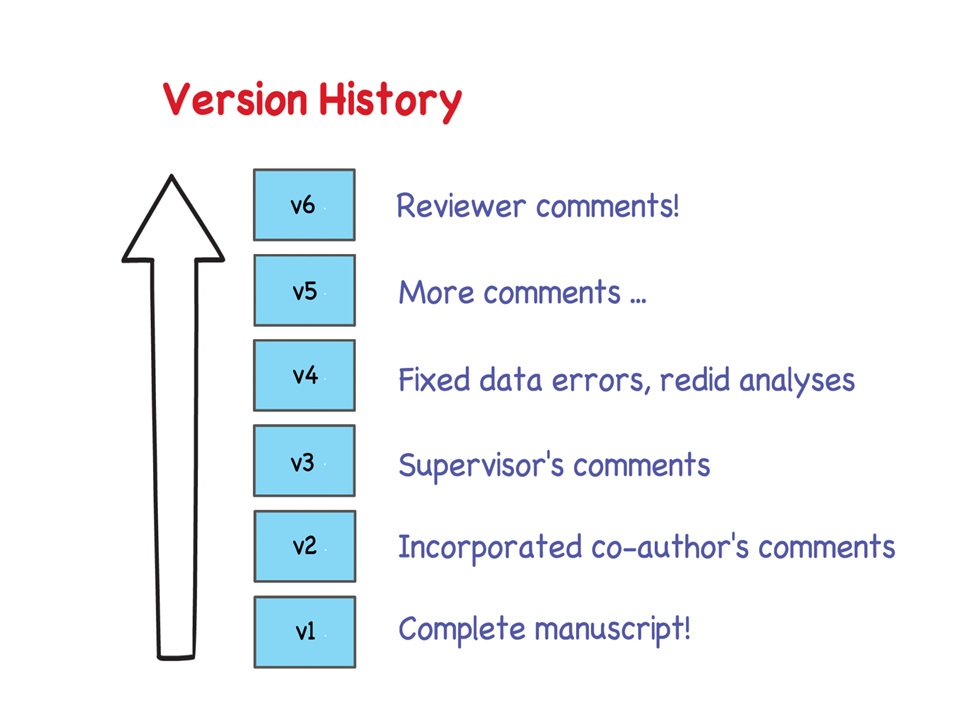 Version History
v6 Reviewer comments!
v5 More comments ...
v4 Fixed data errors, redid analyses
v3 Supervisor's comments
v2 Incorporated co-author's comments
v1 Complete manuscript!